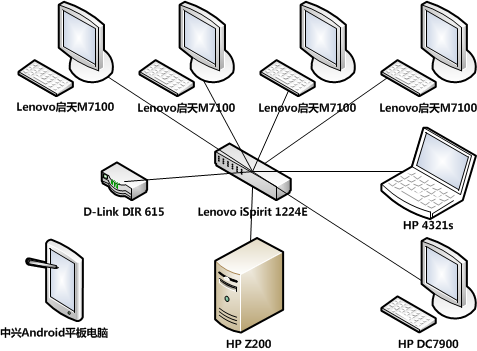 Lenovo启天M7100
Lenovo启天M7100
Lenovo启天M7100
Lenovo启天M7100
D-Link DIR 615
Lenovo iSpirit 1224E
HP 4321s
中兴Android平板电脑
HP Z200
HP DC7900